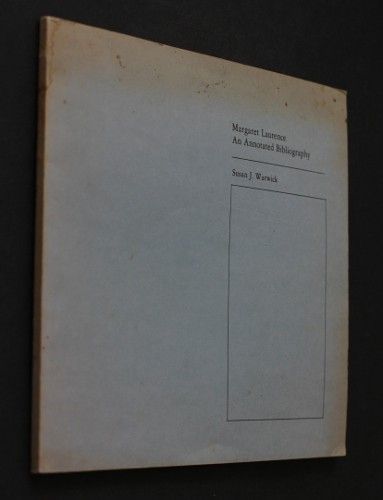 Margaret Laurence
An Annotated Bibliography
Susan J. Warwick